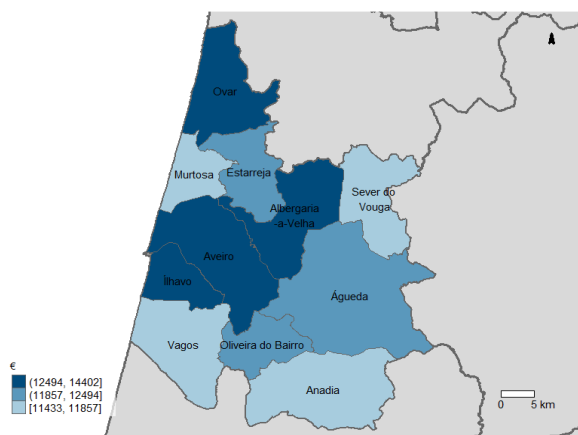 Ovar
Murtosa
Estarreja
Sever do
Vouga
Albergaria
-a-Velha
Aveiro
Ílhavo
Águeda
Vagos
Oliveira do Bairro
Anadia
€
(12494, 14402]
(11857, 12494]
[11433, 11857]
5 km